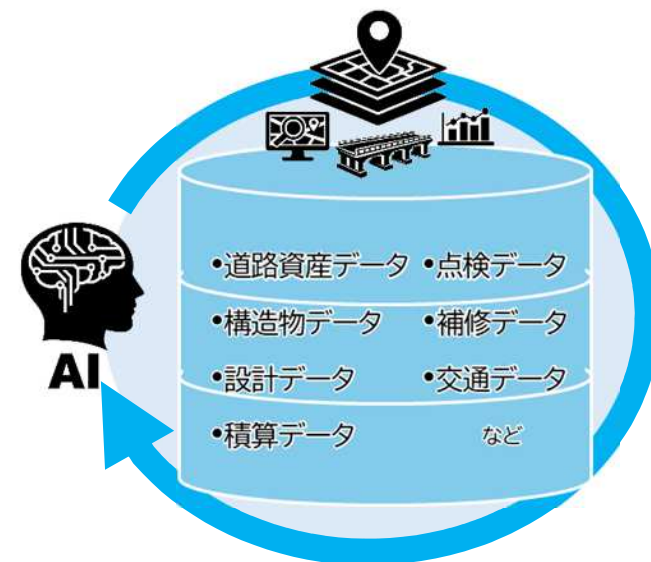 •道路資産データ •点検データ
•構造物データ •補修データ
AI
•設計データ •交通データ
•積算データ など